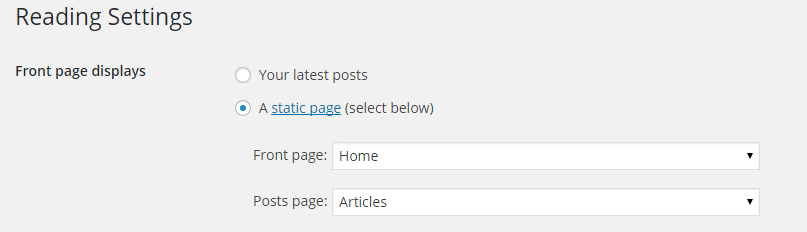 Reading Settings
Front page displays
Your latest posts
A static page (select below)
Front page: Home
Posts page: Articles